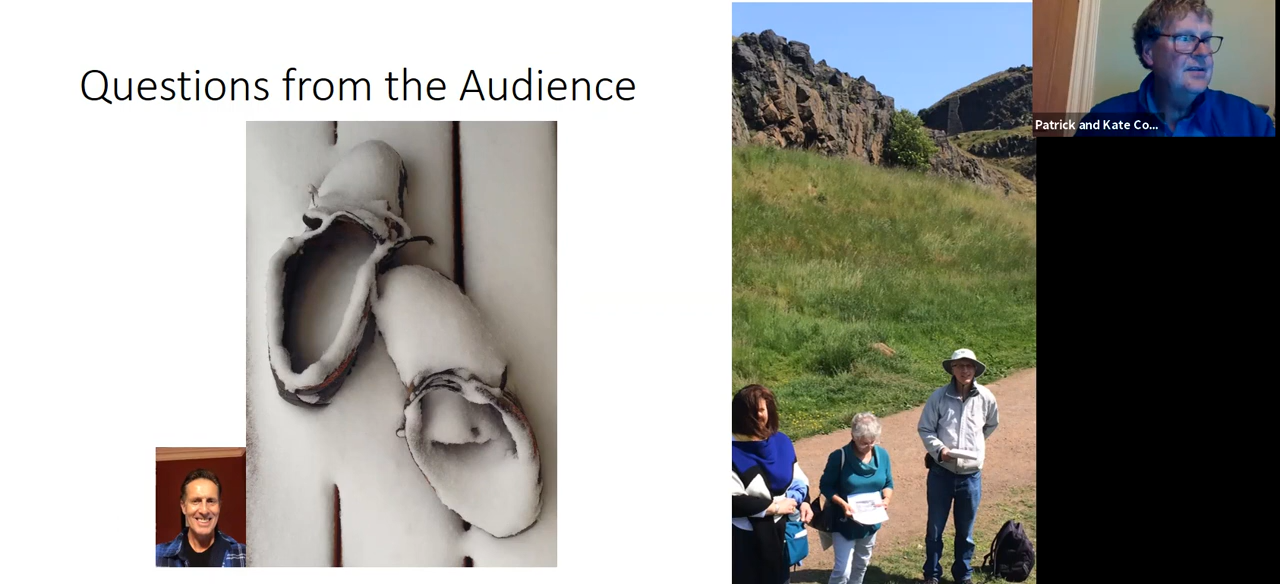 Questions from the Audience
Patrick and Kate Co...